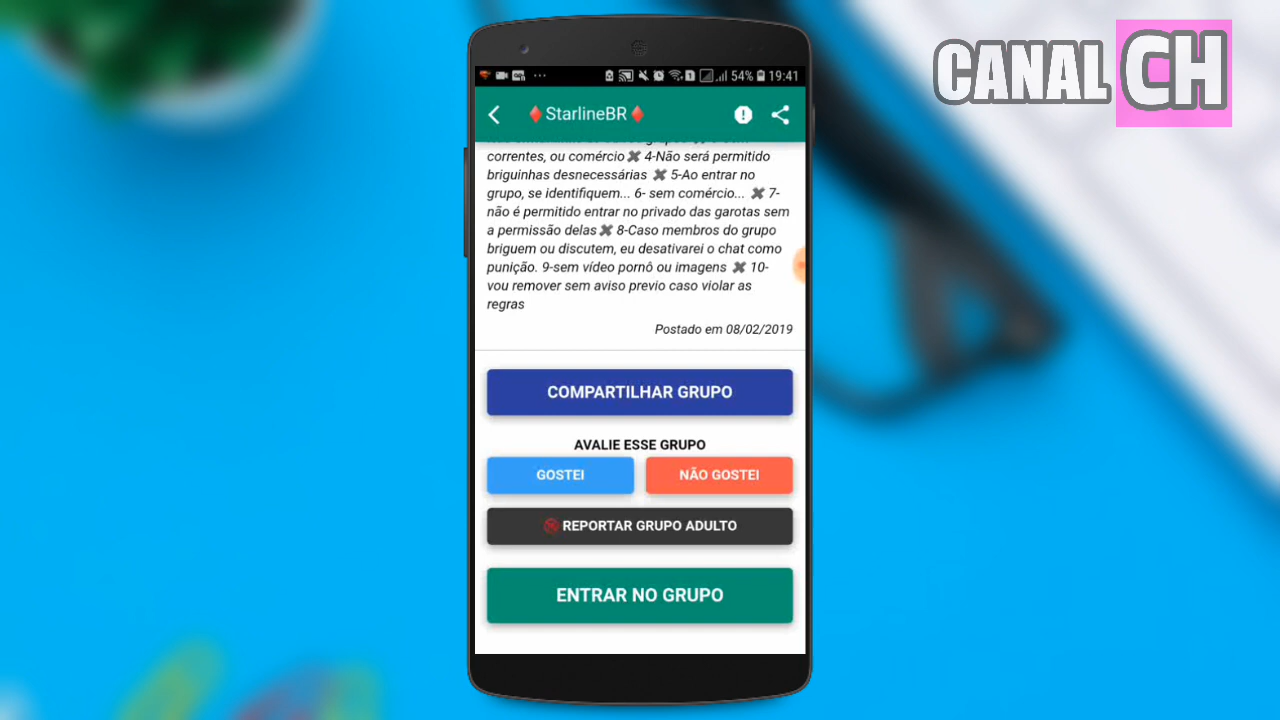 CANAL CH
54% 19:41
♦️StarlineBR♦️
correntes, ou comércio✖ 4-Não será permitido
briguinhas desnecessárias ✖ 5-Ao entrar no
grupo, se identifiquem... 6- sem comércio... ✖ 7-
não é permitido entrar no privado das garotas sem
a permissão delas✖ 8-Caso membros do grupo
briguem ou discutem, eu desativarei o chat como
punição. 9-sem vídeo pornô ou imagens ✖ 10-
vou remover sem aviso previo caso violar as
regras
Postado em 08/02/2019
COMPARTILHAR GRUPO
AVALIE ESSE GRUPO
GOSTEI NÃO GOSTEI
🔞 REPORTAR GRUPO ADULTO
ENTRAR NO GRUPO